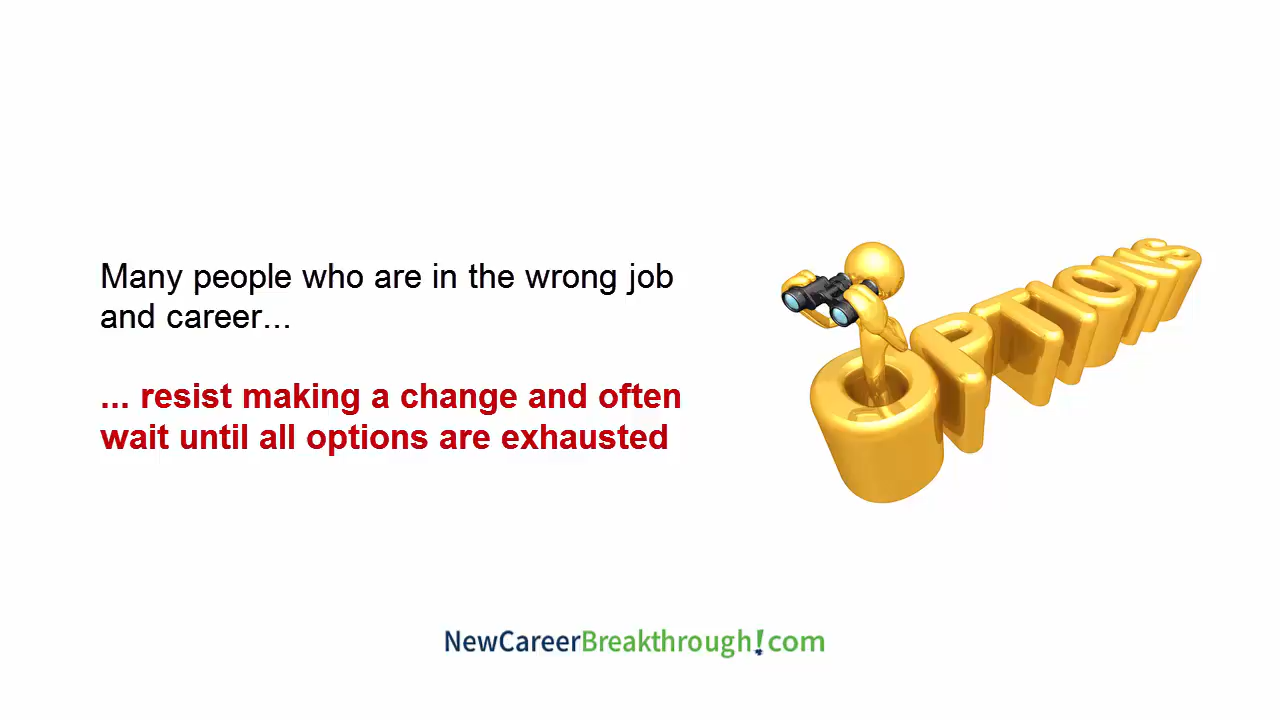 Many people who are in the wrong job
and career...
... resist making a change and often
wait until all options are exhausted
OPTIONS
NewCareerBreakthrough!com